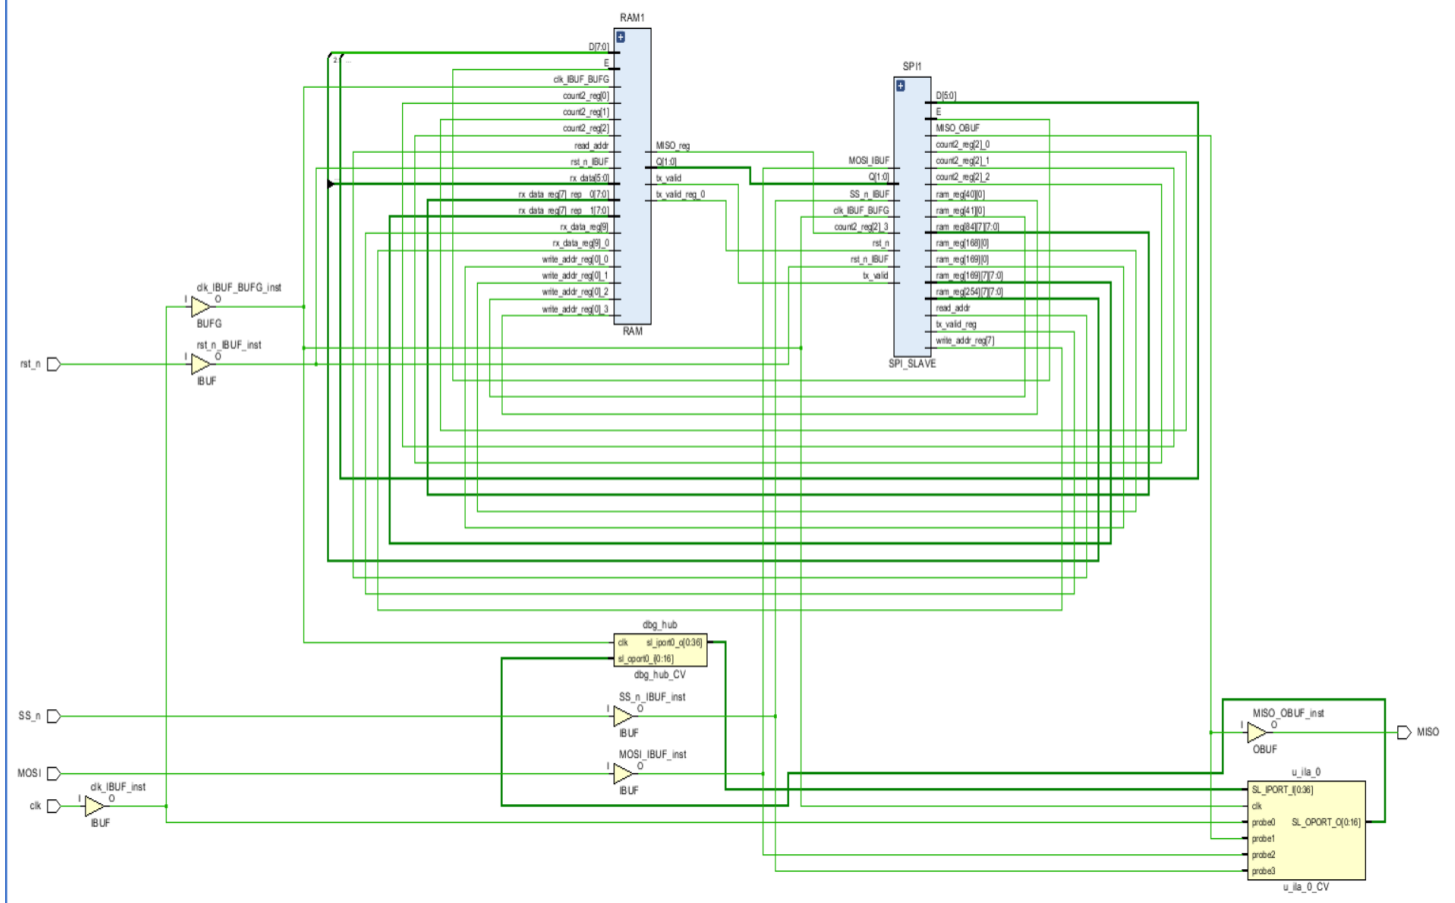 RAM1
D[7:0]
E
clk_IBUF_BUFG
count2_reg[0]
count2_reg[1]
count2_reg[2]
read_addr
rst_n_IBUF
rx_data[5:0]
rx_data_reg[7]_rep__0[7:0]
rx_data_reg[7]_rep__1[7:0]
rx_data_reg[9]
rx_data_reg[9]_0
write_addr_reg[0]_0
write_addr_reg[0]_1
write_addr_reg[0]_2
write_addr_reg[0]_3
MISO_reg
Q[1:0]
tx_valid
tx_valid_reg_0
RAM
SPI1
MOSI_IBUF
Q[1:0]
SS_n_IBUF
clk_IBUF_BUFG
count2_reg[2]_3
rst_n
rst_n_IBUF
tx_valid
D[5:0]
E
MISO_OBUF
count2_reg[2]_0
count2_reg[2]_1
count2_reg[2]_2
ram_reg[40][0]
ram_reg[41][0]
ram_reg[84][7][7:0]
ram_reg[168][0]
ram_reg[169][0]
ram_reg[169][7][7:0]
ram_reg[254][7][7:0]
read_addr
tx_valid_reg
write_addr_reg[7]
SPI_SLAVE
clk_IBUF_BUFG_inst
I
O
BUFG
rst_n
rst_n_IBUF_inst
I
O
IBUF
dbg_hub
clk
sl_iport0_o[0:36]
sl_oport0_i[0:16]
dbg_hub_CV
SS_n
SS_n_IBUF_inst
I
O
IBUF
MOSI
MOSI_IBUF_inst
I
O
IBUF
clk
clk_IBUF_inst
I
O
IBUF
MISO_OBUF_inst
I
O
OBUF
MISO
u_ila_0
SL_IPORT_I[0:36]
clk
probe0
SL_OPORT_O[0:16]
probe1
probe2
probe3
u_ila_0_CV